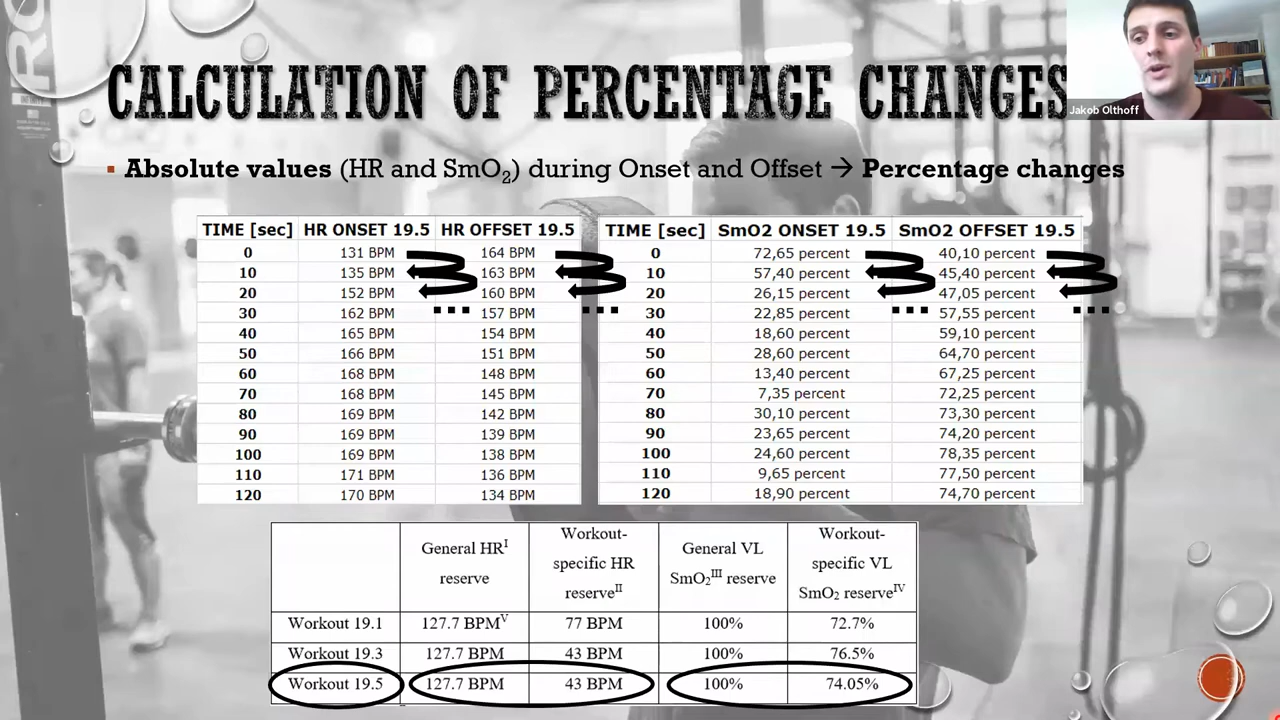 CALCULATION OF PERCENTAGE CHANGES
Jakob Olthoff
▪ Absolute values (HR and SmO2) during Onset and Offset → Percentage changes
TIME [sec] HR ONSET 19.5 HR OFFSET 19.5
0 131 BPM 164 BPM
10 135 BPM 163 BPM
20 152 BPM 160 BPM
30 162 BPM 157 BPM
40 165 BPM 154 BPM
50 166 BPM 151 BPM
60 168 BPM 148 BPM
70 168 BPM 145 BPM
80 169 BPM 142 BPM
90 169 BPM 139 BPM
100 169 BPM 138 BPM
110 171 BPM 136 BPM
120 170 BPM 134 BPM
TIME [sec] SmO2 ONSET 19.5 SmO2 OFFSET 19.5
0 72,65 percent 40,10 percent
10 57,40 percent 45,40 percent
20 26,15 percent 47,05 percent
30 22,85 percent 57,55 percent
40 18,60 percent 59,10 percent
50 28,60 percent 64,70 percent
60 13,40 percent 67,25 percent
70 7,35 percent 72,25 percent
80 30,10 percent 73,30 percent
90 23,65 percent 74,20 percent
100 24,60 percent 78,35 percent
110 9,65 percent 77,50 percent
120 18,90 percent 74,70 percent
General HR^I reserve Workout-specific HR reserve^II General VL SmO2^III reserve Workout-specific VL SmO2 reserve^IV
Workout 19.1 127.7 BPM^V 77 BPM 100% 72.7%
Workout 19.3 127.7 BPM 43 BPM 100% 76.5%
Workout 19.5 127.7 BPM 43 BPM 100% 74.05%